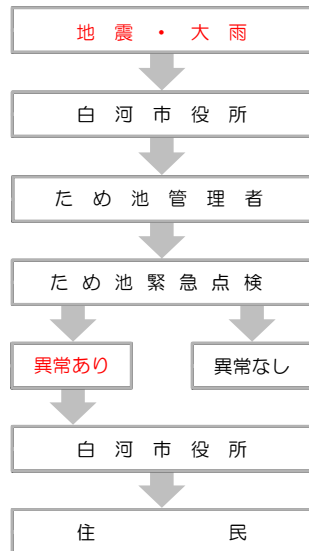 地震・大雨
白河市役所
ため池管理者
ため池緊急点検
異常あり 異常なし
白河市役所
住民